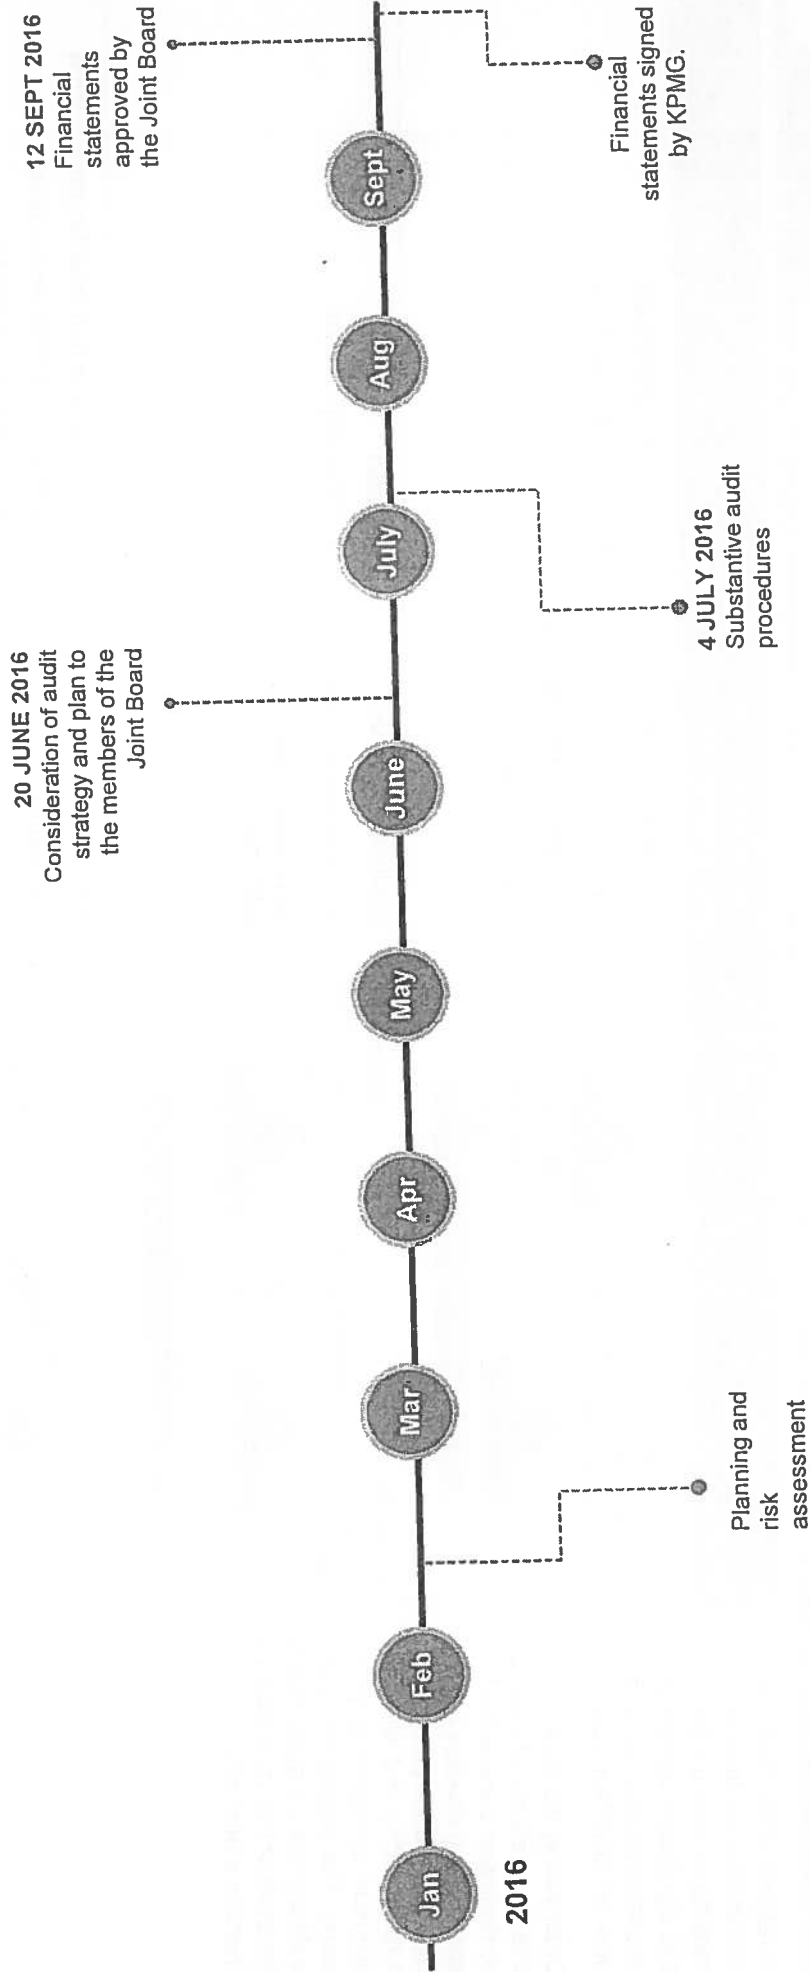 20 JUNE 2016
Consideration of audit
strategy and plan to
the members of the
Joint Board
12 SEPT 2016
Financial
statements
approved by
the Joint Board
Jan
Feb
Mar
Apr
May
June
July
Aug
Sept
2016
Planning and
risk
assessment
4 JULY 2016
Substantive audit
procedures
Financial
statements signed
by KPMG.